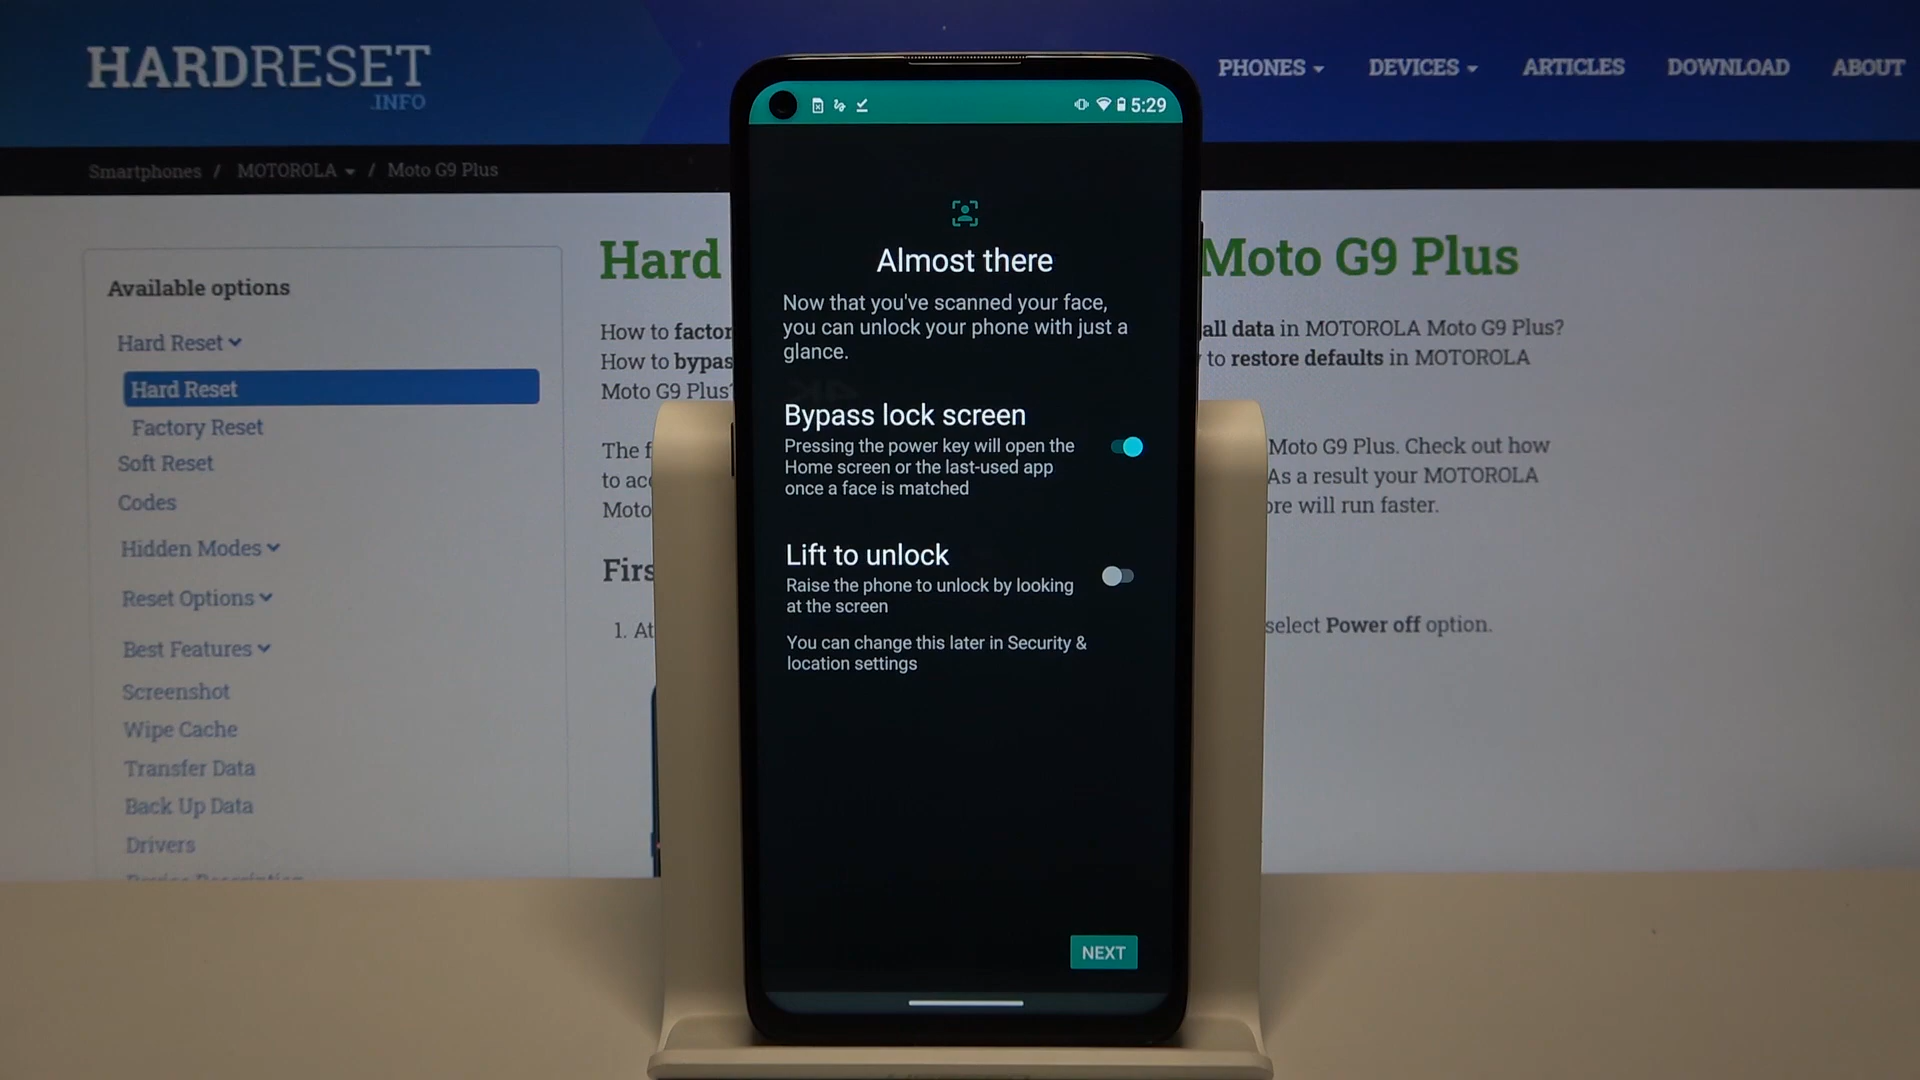 HARDRESET
.INFO
PHONES DEVICES ARTICLES DOWNLOAD ABOUT
Smartphones / MOTOROLA / Moto G9 Plus
Available options
Hard Reset
Hard Reset
Factory Reset
Soft Reset
Codes
Hidden Modes
Reset Options
Best Features
Screenshot
Wipe Cache
Transfer Data
Back Up Data
Drivers
Hard Moto G9 Plus
How to all data in MOTOROLA Moto G9 Plus?
How to to restore defaults in MOTOROLA
Moto G9 Plus
The Moto G9 Plus. Check out how
to As a result your MOTOROLA
Moto will run faster.
1. select Power off option.
5:29
Almost there
Now that you've scanned your face,
you can unlock your phone with just a
glance.
Bypass lock screen
Pressing the power key will open the
Home screen or the last-used app
once a face is matched
Lift to unlock
Raise the phone to unlock by looking
at the screen
You can change this later in Security &
location settings
NEXT